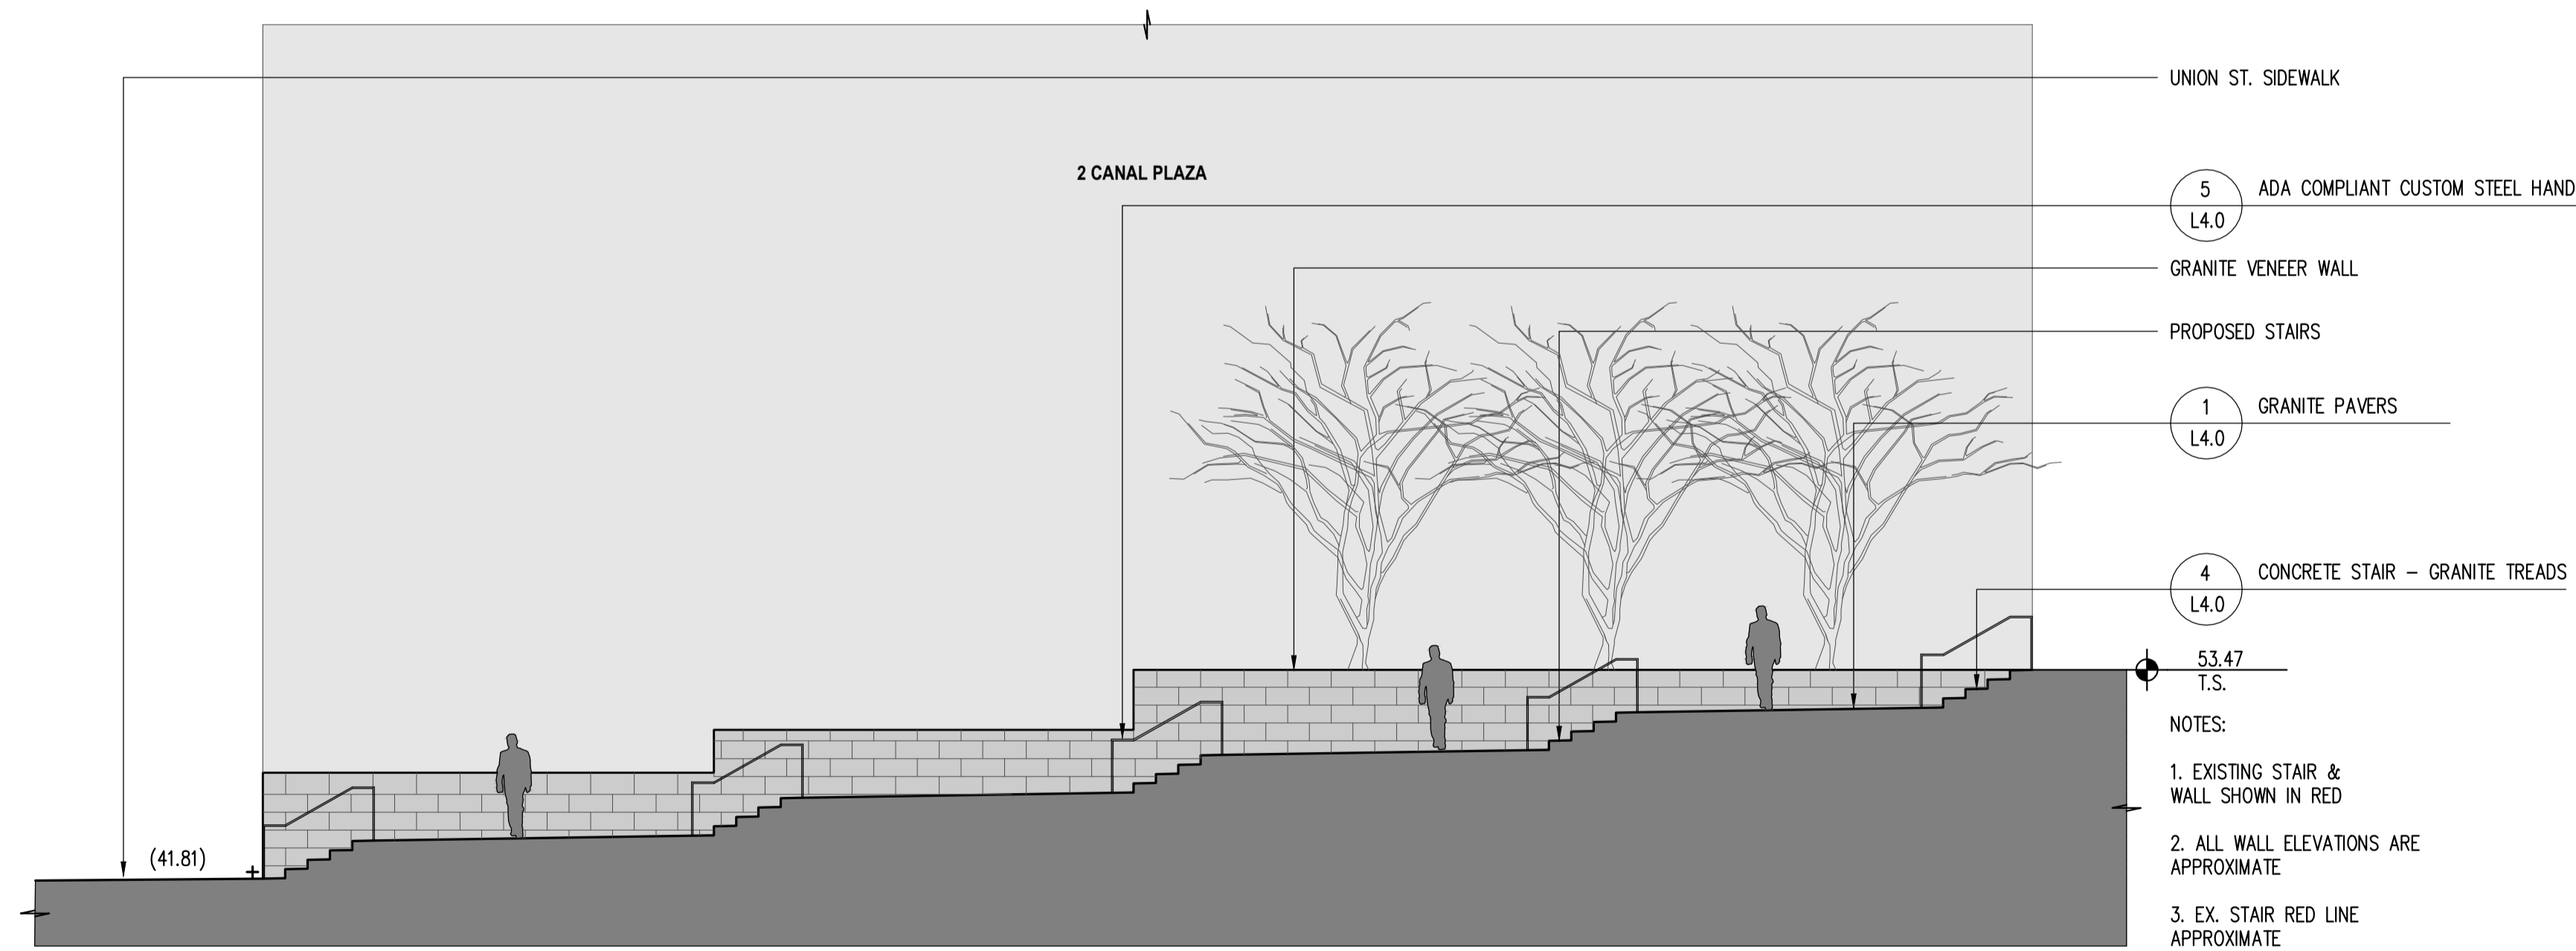 UNION ST. SIDEWALK
2 CANAL PLAZA
5
L4.0
ADA COMPLIANT CUSTOM STEEL HAND
GRANITE VENEER WALL
PROPOSED STAIRS
1
L4.0
GRANITE PAVERS
4
L4.0
CONCRETE STAIR – GRANITE TREADS
53.47
T.S.
(41.81)
NOTES:
1. EXISTING STAIR &
WALL SHOWN IN RED
2. ALL WALL ELEVATIONS ARE
APPROXIMATE
3. EX. STAIR RED LINE
APPROXIMATE